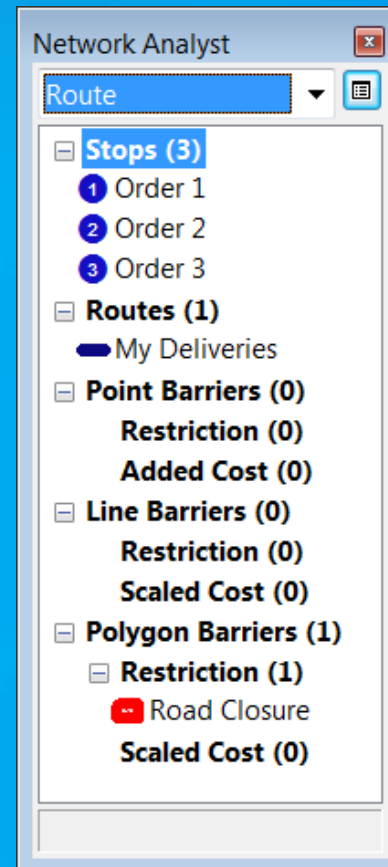 Network Analyst
Route
Stops (3)
1 Order 1
2 Order 2
3 Order 3
Routes (1)
My Deliveries
Point Barriers (0)
Restriction (0)
Added Cost (0)
Line Barriers (0)
Restriction (0)
Scaled Cost (0)
Polygon Barriers (1)
Restriction (1)
Road Closure
Scaled Cost (0)